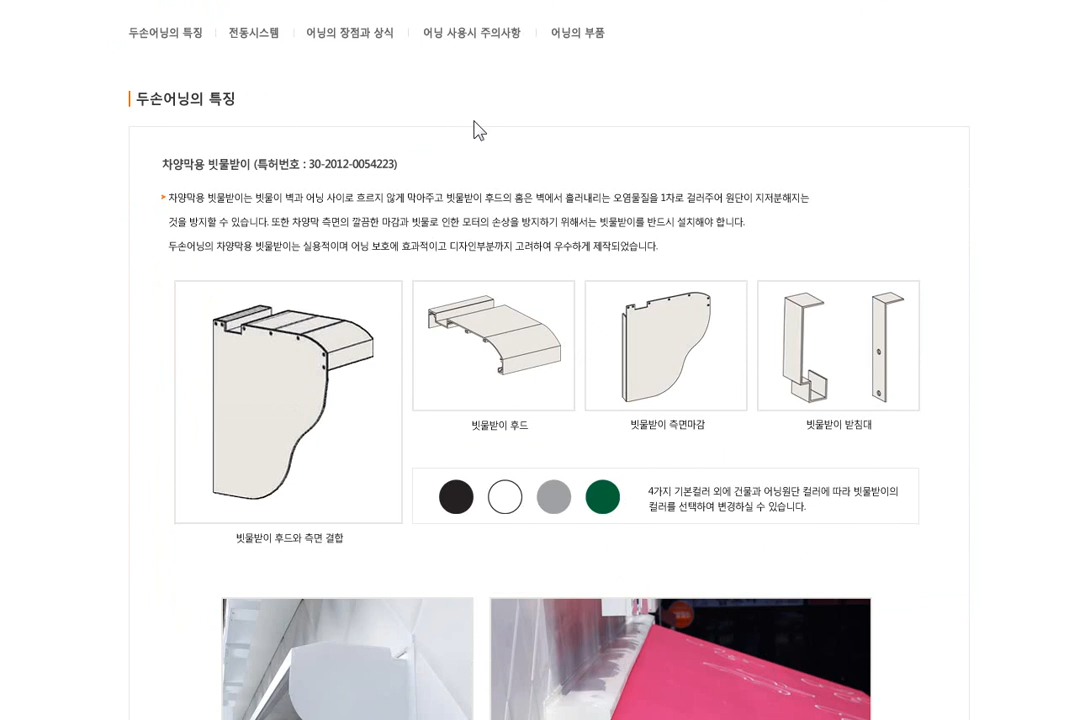 두손어닝의 특징
전동시스템
어닝의 장점과 상식
어닝 사용시 주의사항
어닝의 부품
두손어닝의 특징
차양막용 빗물받이 (특허번호 : 30-2012-0054223)
차양막용 빗물받이는 빗물이 벽과 어닝 사이로 흐르지 않게 막아주고 빗물받이 후드의 홈은 벽에서 흘러내리는 오염물질을 1차로 걸러주어 원단이 지저분해지는
것을 방지할 수 있습니다. 또한 차양막 측면의 깔끔한 마감과 빗물로 인한 모터의 손상을 방지하기 위해서는 빗물받이를 반드시 설치해야 합니다.
두손어닝의 차양막용 빗물받이는 실용적이며 어닝 보호에 효과적이고 디자인부분까지 고려하여 우수하게 제작되었습니다.
빗물받이 후드
빗물받이 측면마감
빗물받이 받침대
4가지 기본컬러 외에 건물과 어닝원단 컬러에 따라 빗물받이의
컬러를 선택하여 변경하실 수 있습니다.
빗물받이 후드와 측면 결합